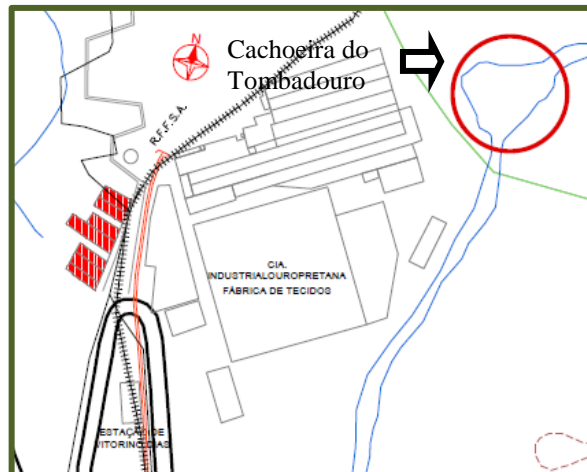 N
Cachoeira do
Tombadouro
R.F.F.S.A.
CIA.
INDUSTRIALOUROPRETANA
FÁBRICA DE TECIDOS
ESTAÇÃO DE
VITORINO DIAS